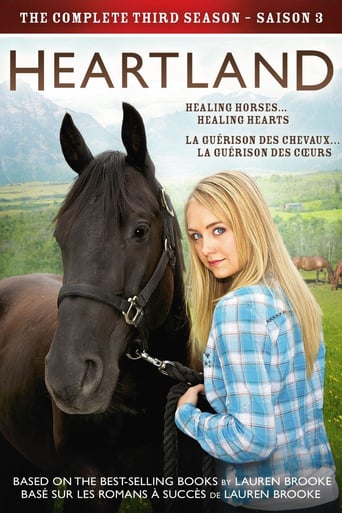 THE COMPLETE THIRD SEASON – SAISON 3
HEARTLAND
HEALING HORSES...
HEALING HEARTS
LA GUÉRISON DES CHEVAUX...
LA GUÉRISON DES CŒURS
BASED ON THE BEST-SELLING BOOKS BY LAUREN BROOKE
BASÉ SUR LES ROMANS À SUCCÈS DE LAUREN BROOKE